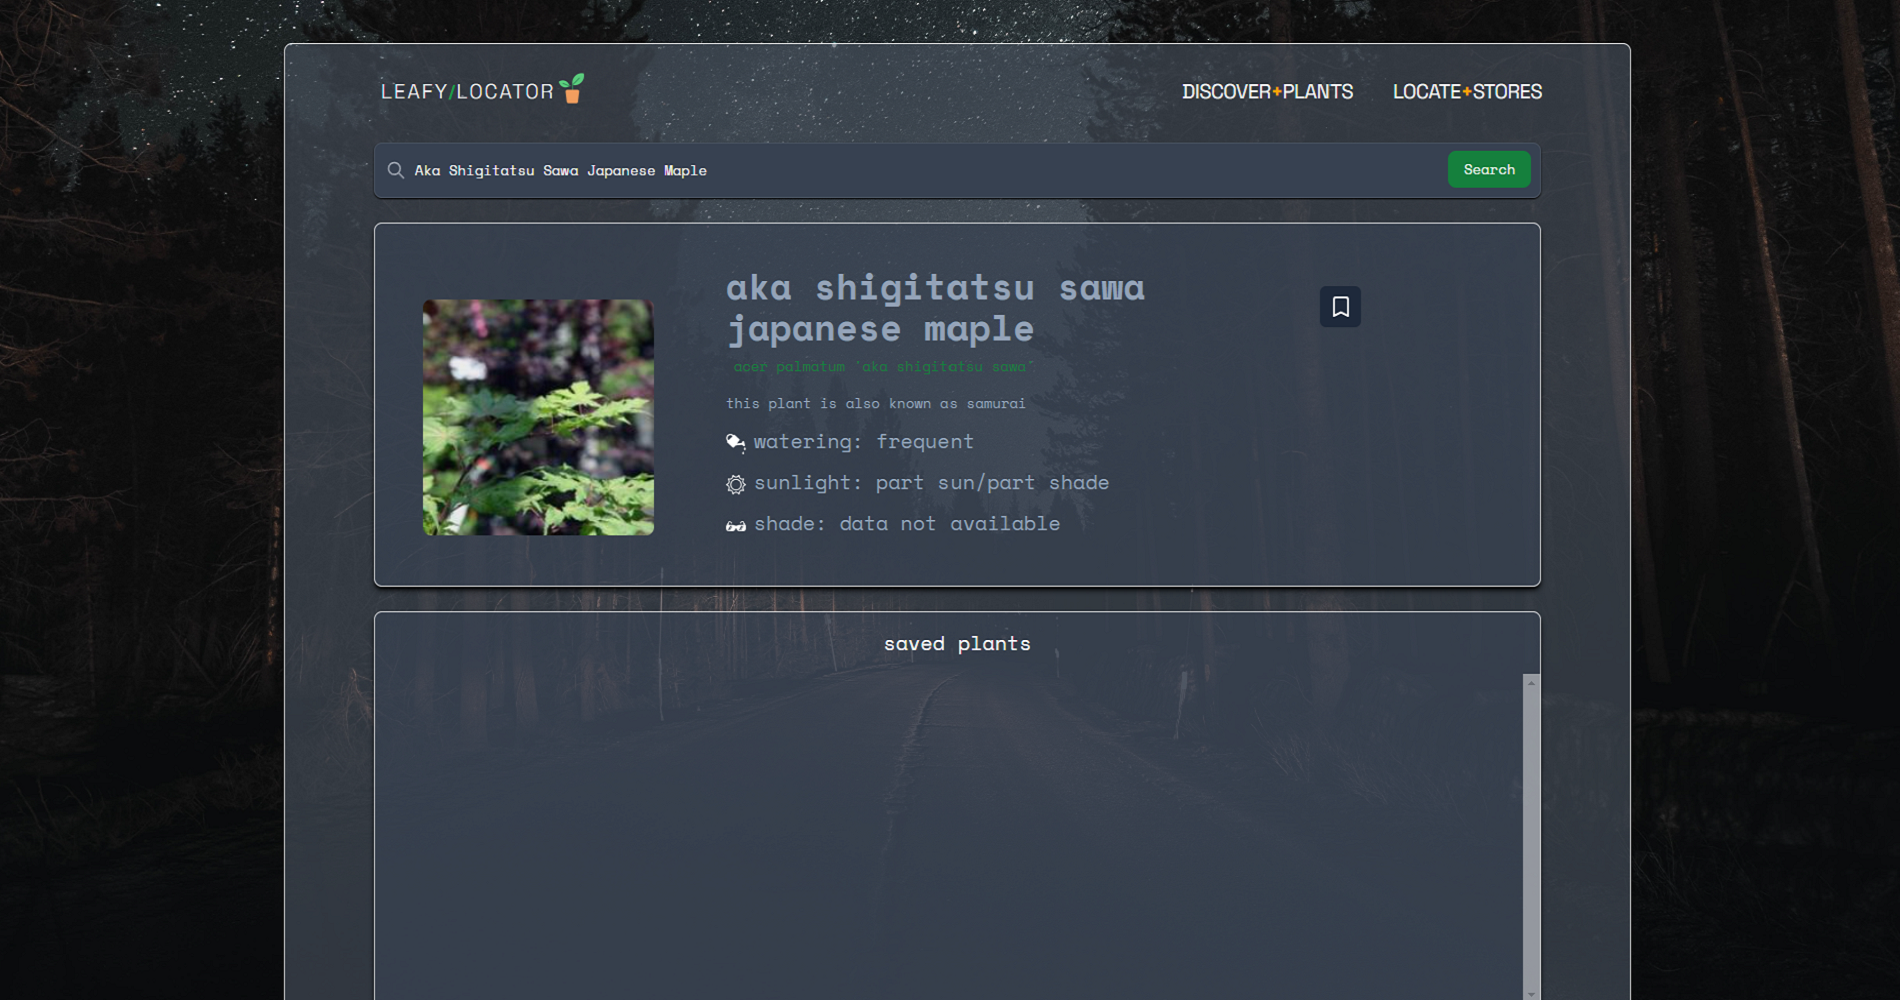 LEAFY/LOCATOR
DISCOVER+PLANTS LOCATE+STORES
Aka Shigitatsu Sawa Japanese Maple
Search
aka shigitatsu sawa
japanese maple
acer palmatum 'aka shigitatsu sawa'
this plant is also known as samurai
watering: frequent
sunlight: part sun/part shade
shade: data not available
saved plants